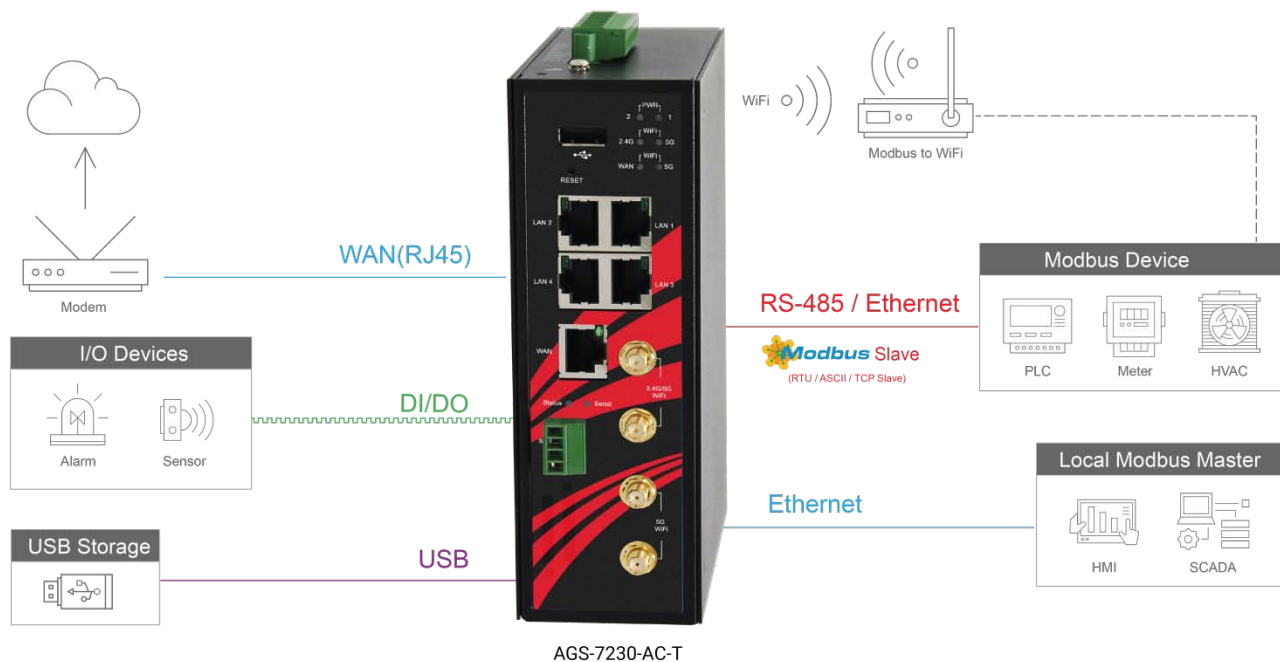 WiFi
Modbus to WiFi
Modem
WAN(RJ45)
I/O Devices
Alarm
Sensor
DI/DO
USB Storage
USB
PWR
2
1
WiFi
2.4G
5G
WiFi
WAN
5G
RESET
LAN 2
LAN 1
LAN 4
LAN 3
WAN
2.4G/5G
WiFi
Status
Serial
5G
WiFi
Modbus Device
PLC
Meter
HVAC
RS-485 / Ethernet
Modbus Slave
(RTU / ASCII / TCP Slave)
Local Modbus Master
HMI
SCADA
Ethernet
AGS-7230-AC-T